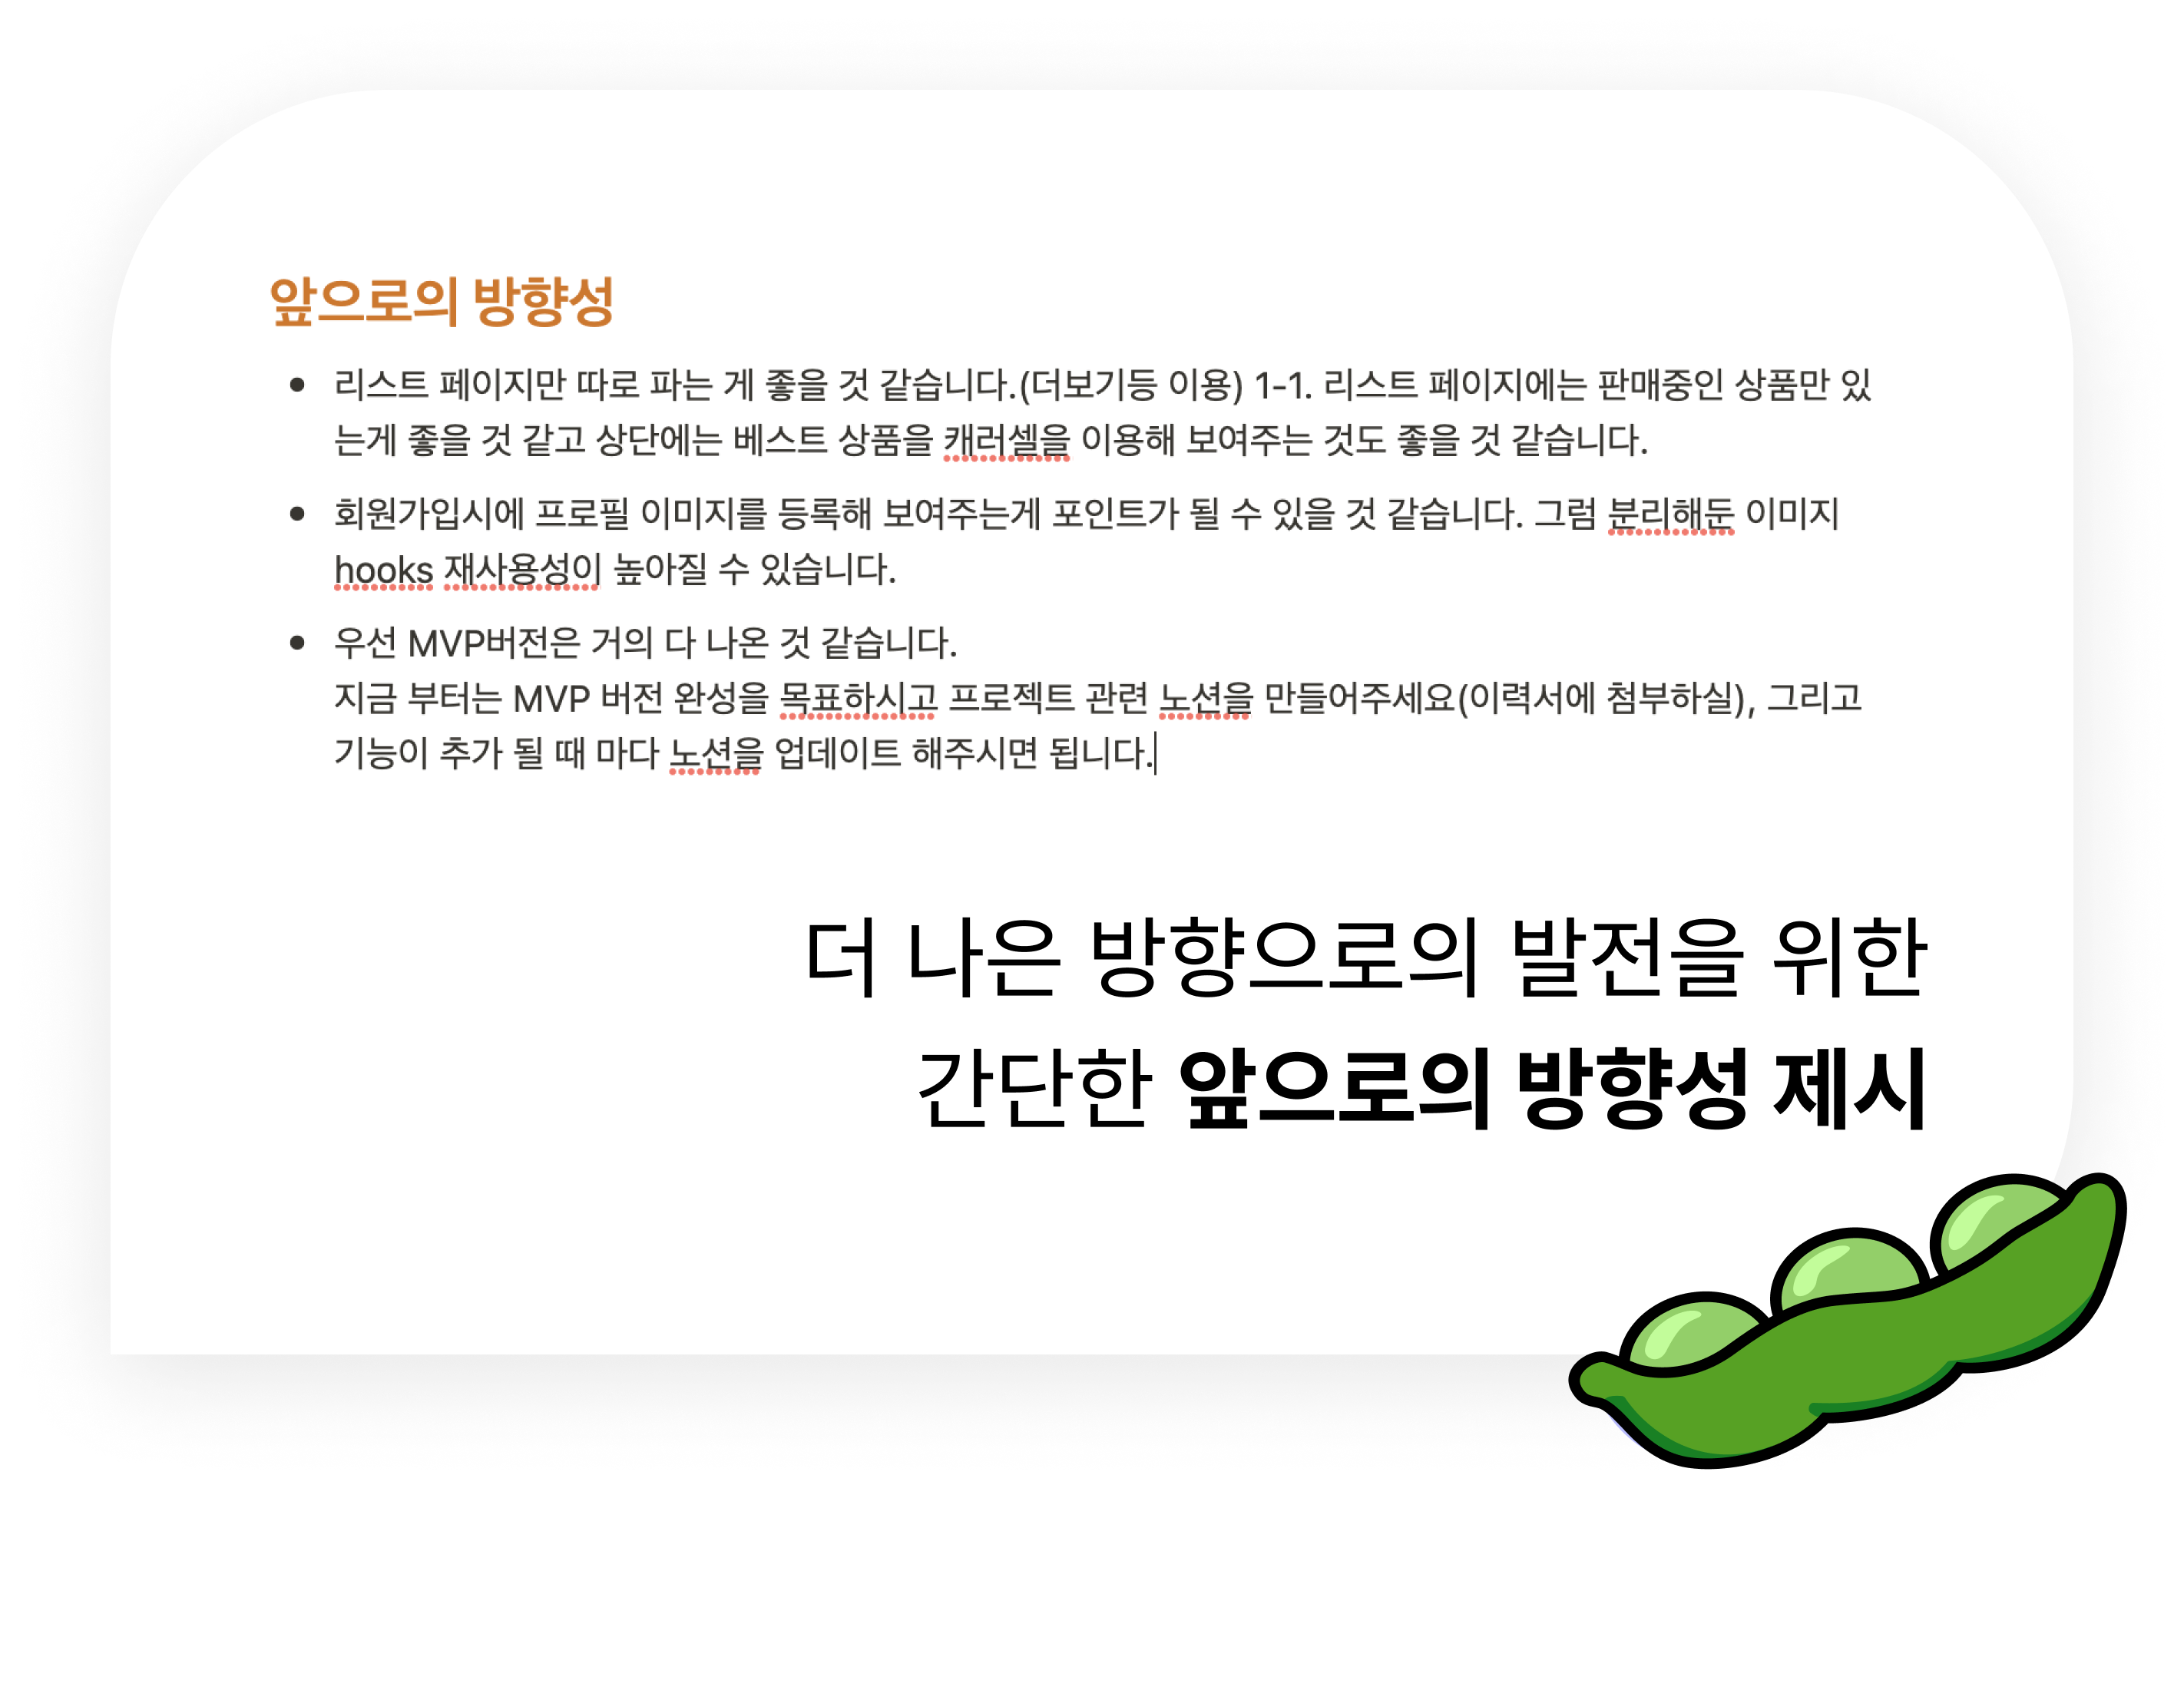 앞으로의 방향성
• 리스트 페이지만 따로 파는 게 좋을 것 같습니다.(더보기등 이용) 1-1. 리스트 페이지에는 판매중인 상품만 있
는게 좋을 것 같고 상단에는 베스트 상품을 캐러셀을 이용해 보여주는 것도 좋을 것 같습니다.
• 회원가입시에 프로필 이미지를 등록해 보여주는게 포인트가 될 수 있을 것 같습니다. 그럼 분리해둔 이미지
hooks 재사용성이 높아질 수 있습니다.
• 우선 MVP버전은 거의 다 나온 것 같습니다.
지금 부터는 MVP 버전 완성을 목표하시고 프로젝트 관련 노션을 만들어주세요(이력서에 첨부하실), 그리고
기능이 추가 될 때 마다 노션을 업데이트 해주시면 됩니다.
더 나은 방향으로의 발전을 위한
간단한 앞으로의 방향성 제시